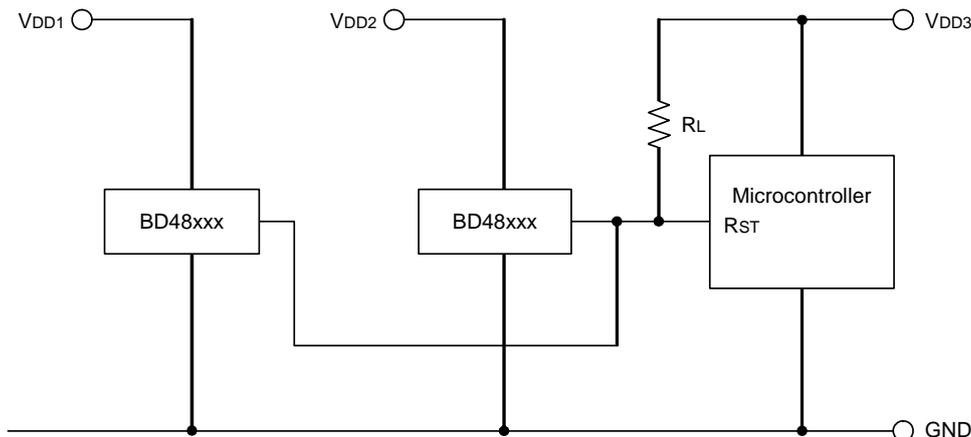 VDD1
VDD2
VDD3
RL
Microcontroller
BD48xxx
BD48xxx
RST
GND